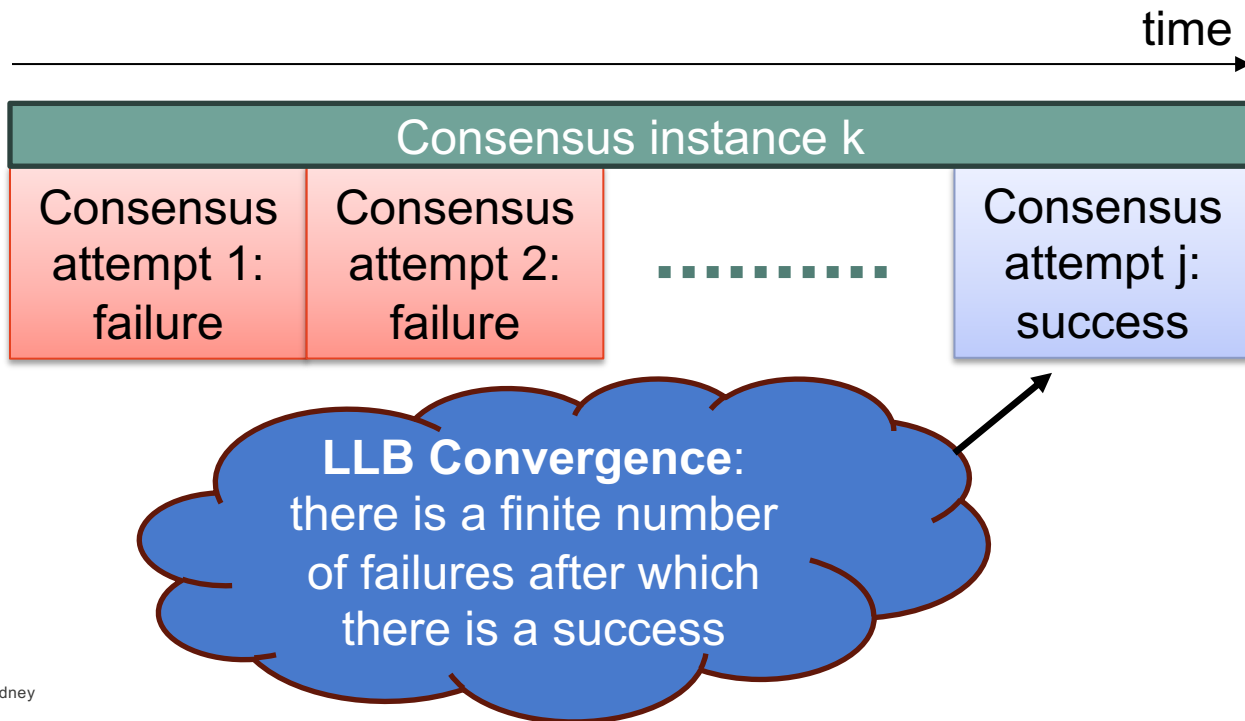 time
Consensus instance k
Consensus
attempt 1:
failure
Consensus
attempt 2:
failure
Consensus
attempt j:
success
LLB Convergence:
there is a finite number
of failures after which
there is a success
dney